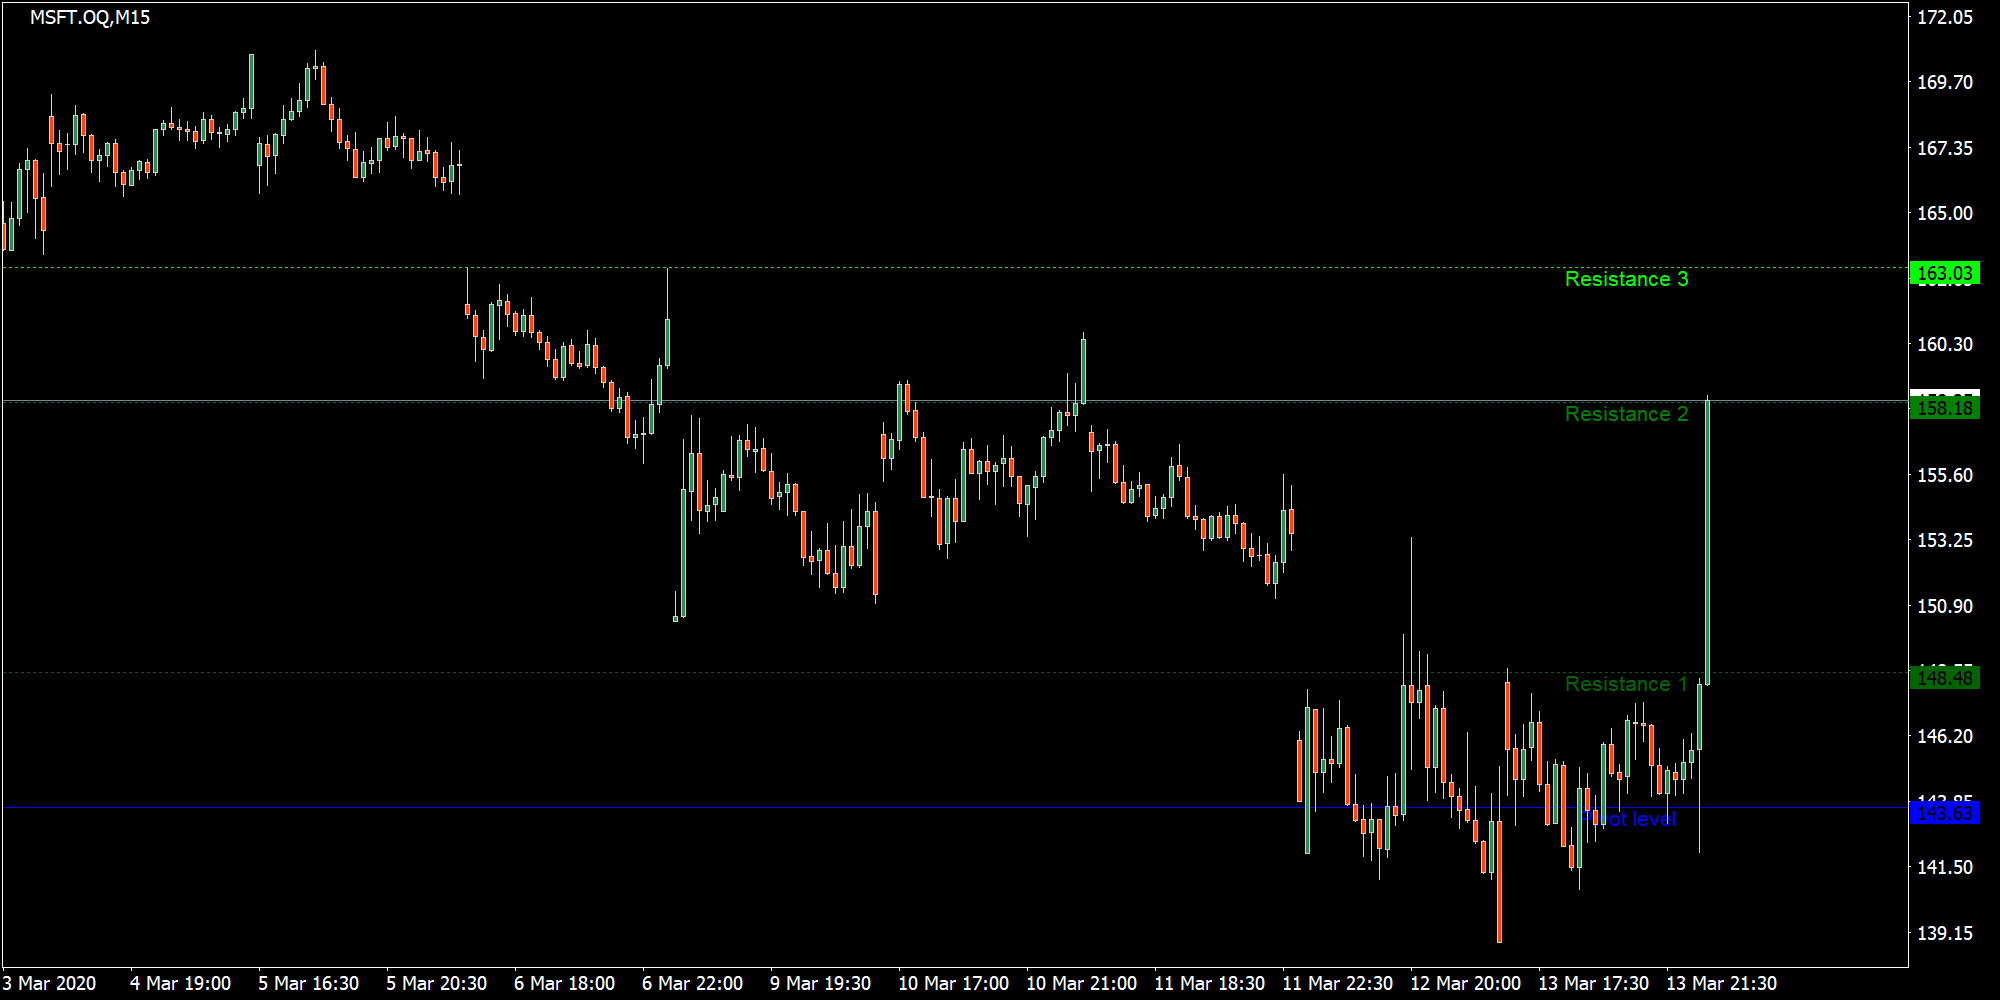 MSFT.OQ,M15
172.05
169.70
167.35
165.00
Resistance 3
163.03
160.30
158.18
Resistance 2
155.60
153.25
150.90
Resistance 1
148.48
146.20
143.63
Pivot level
141.50
139.15
3 Mar 2020
4 Mar 19:00
5 Mar 16:30
5 Mar 20:30
6 Mar 18:00
6 Mar 22:00
9 Mar 19:30
10 Mar 17:00
10 Mar 21:00
11 Mar 18:30
11 Mar 22:30
12 Mar 20:00
13 Mar 17:30
13 Mar 21:30